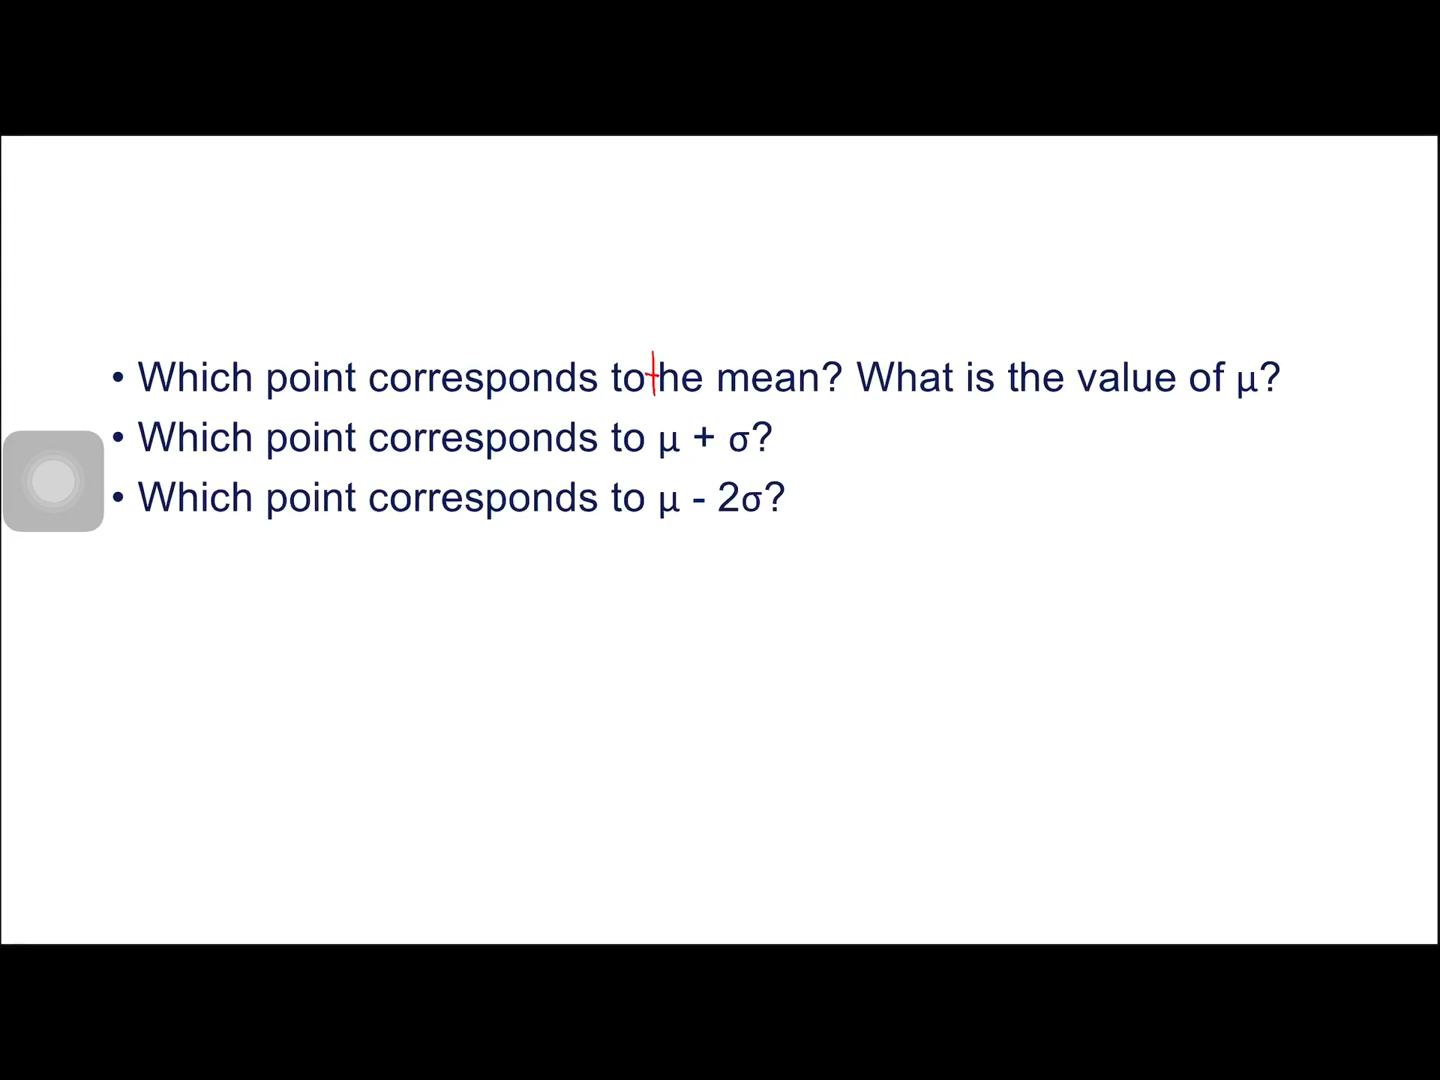 • Which point corresponds to the mean? What is the value of μ?
• Which point corresponds to μ + σ?
• Which point corresponds to μ - 2σ?